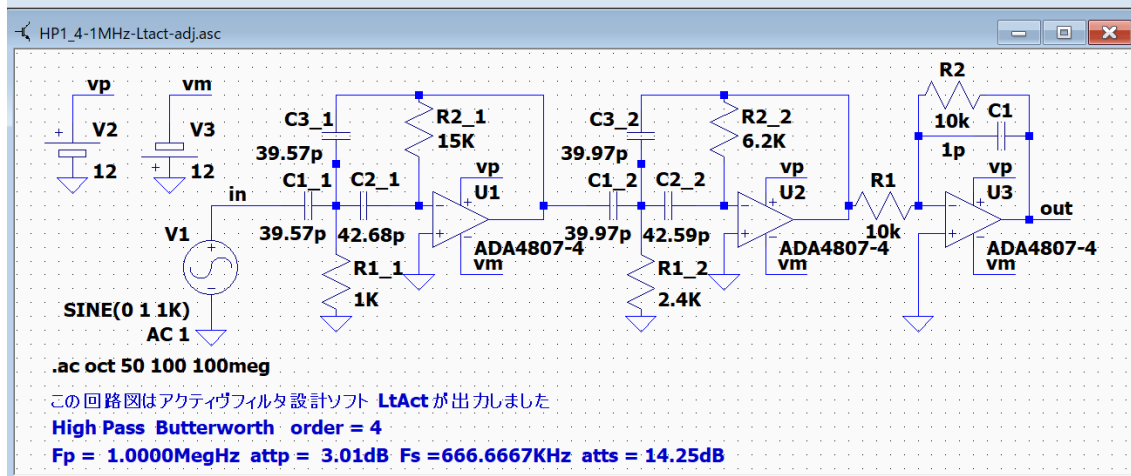 HP1_4-1MHz-Ltact-adj.asc
vp
vm
V2
V3
12
12
in
V1
SINE(0 1 1K)
AC 1
C3_1
39.57p
C1_1
39.57p
C2_1
42.68p
R2_1
15K
R1_1
1K
vp
U1
ADA4807-4
vm
C3_2
39.97p
C1_2
39.97p
C2_2
42.59p
R2_2
6.2K
R1_2
2.4K
vp
U2
ADA4807-4
vm
R1
10k
R2
10k
C1
1p
vp
U3
ADA4807-4
vm
out
.ac oct 50 100 100meg
この回路図はアクティヴフィルタ設計ソフト LtAct が出力しました
High Pass Butterworth order = 4
Fp = 1.0000MegHz attp = 3.01dB Fs =666.6667KHz atts = 14.25dB